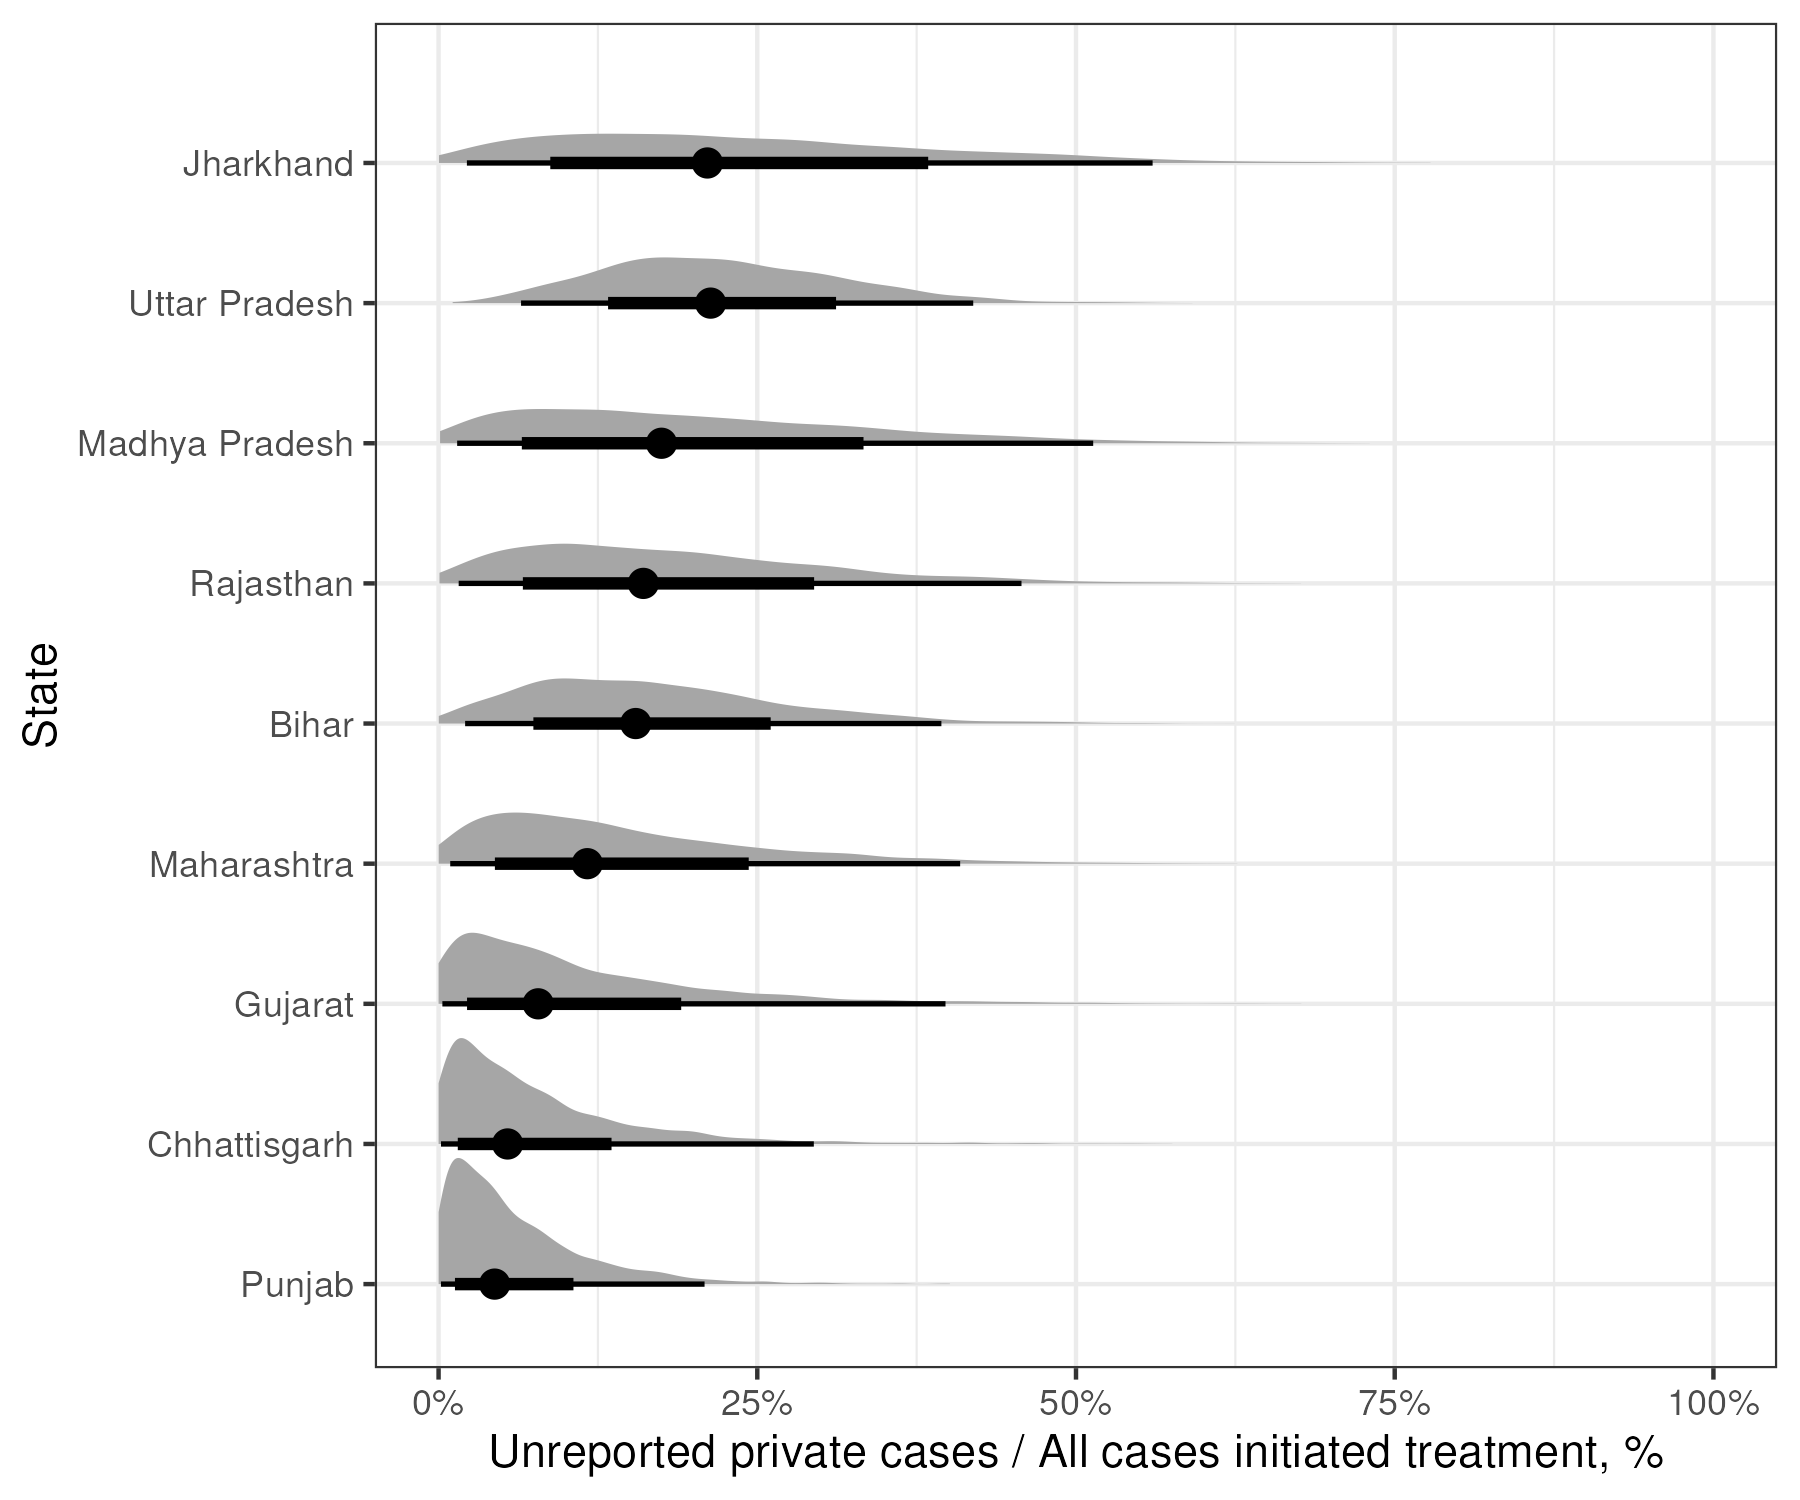 Jharkhand
Uttar Pradesh
Madhya Pradesh
Rajasthan
Bihar
Maharashtra
Gujarat
Chhattisgarh
Punjab
State
0% 25% 50% 75% 100%
Unreported private cases / All cases initiated treatment, %